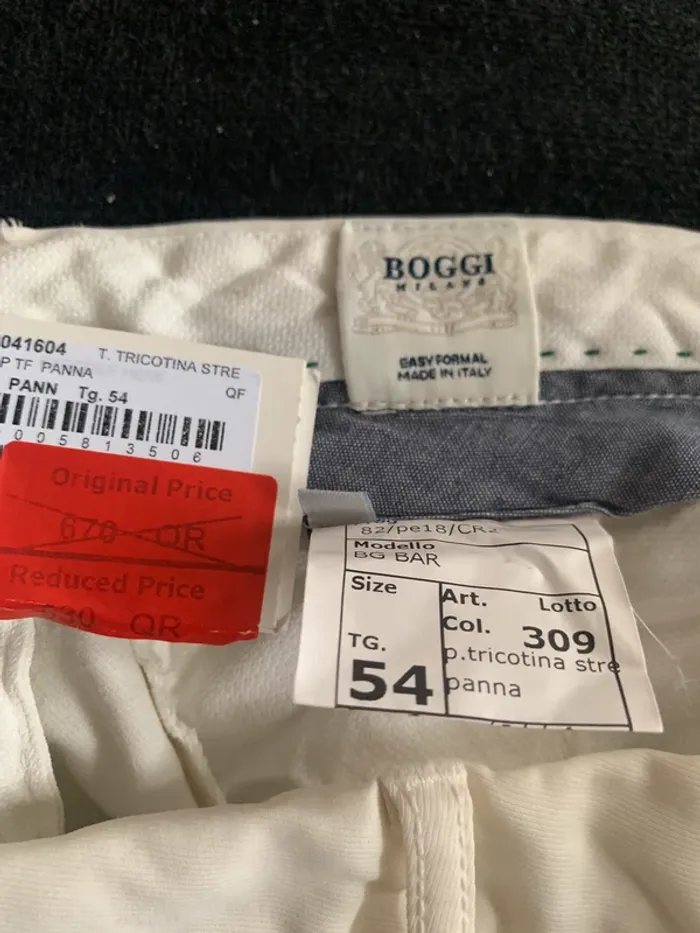 BOGGI
MILANO
EASYFORMAL
MADE IN ITALY
041604 T. TRICOTINA STRE
P TF PANNA
PANN Tg. 54 QF
005813506
Original Price
670 QR
Reduced Price
QR
82/pe18/CR
Modello
BG BAR
Size
TG.
54
Art. Lotto
Col. 309
p.tricotina stre
panna